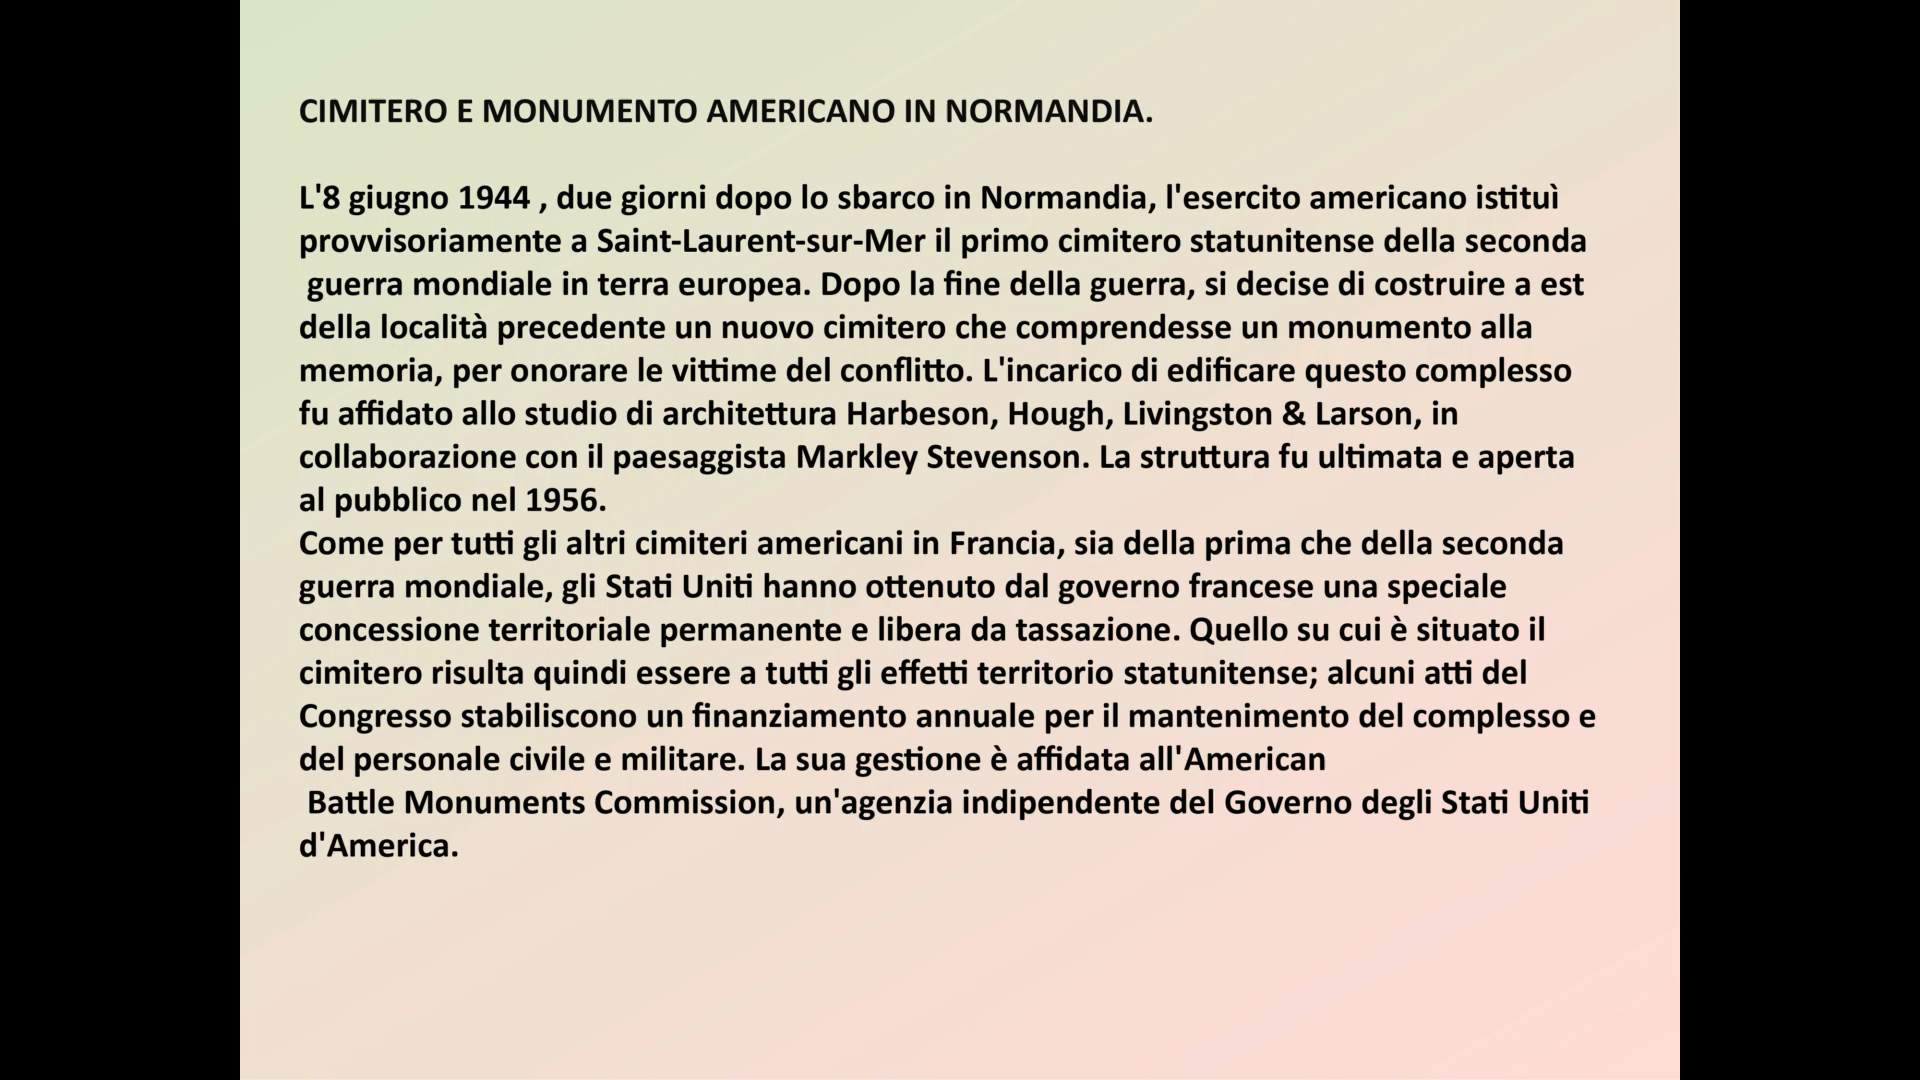 CIMITERO E MONUMENTO AMERICANO IN NORMANDIA.
L'8 giugno 1944 , due giorni dopo lo sbarco in Normandia, l'esercito americano istituì
provvisoriamente a Saint-Laurent-sur-Mer il primo cimitero statunitense della seconda
guerra mondiale in terra europea. Dopo la fine della guerra, si decise di costruire a est
della località precedente un nuovo cimitero che comprendesse un monumento alla
memoria, per onorare le vittime del conflitto. L'incarico di edificare questo complesso
fu affidato allo studio di architettura Harbeson, Hough, Livingston & Larson, in
collaborazione con il paesaggista Markley Stevenson. La struttura fu ultimata e aperta
al pubblico nel 1956.
Come per tutti gli altri cimiteri americani in Francia, sia della prima che della seconda
guerra mondiale, gli Stati Uniti hanno ottenuto dal governo francese una speciale
concessione territoriale permanente e libera da tassazione. Quello su cui è situato il
cimitero risulta quindi essere a tutti gli effetti territorio statunitense; alcuni atti del
Congresso stabiliscono un finanziamento annuale per il mantenimento del complesso e
del personale civile e militare. La sua gestione è affidata all'American
Battle Monuments Commission, un'agenzia indipendente del Governo degli Stati Uniti
d'America.